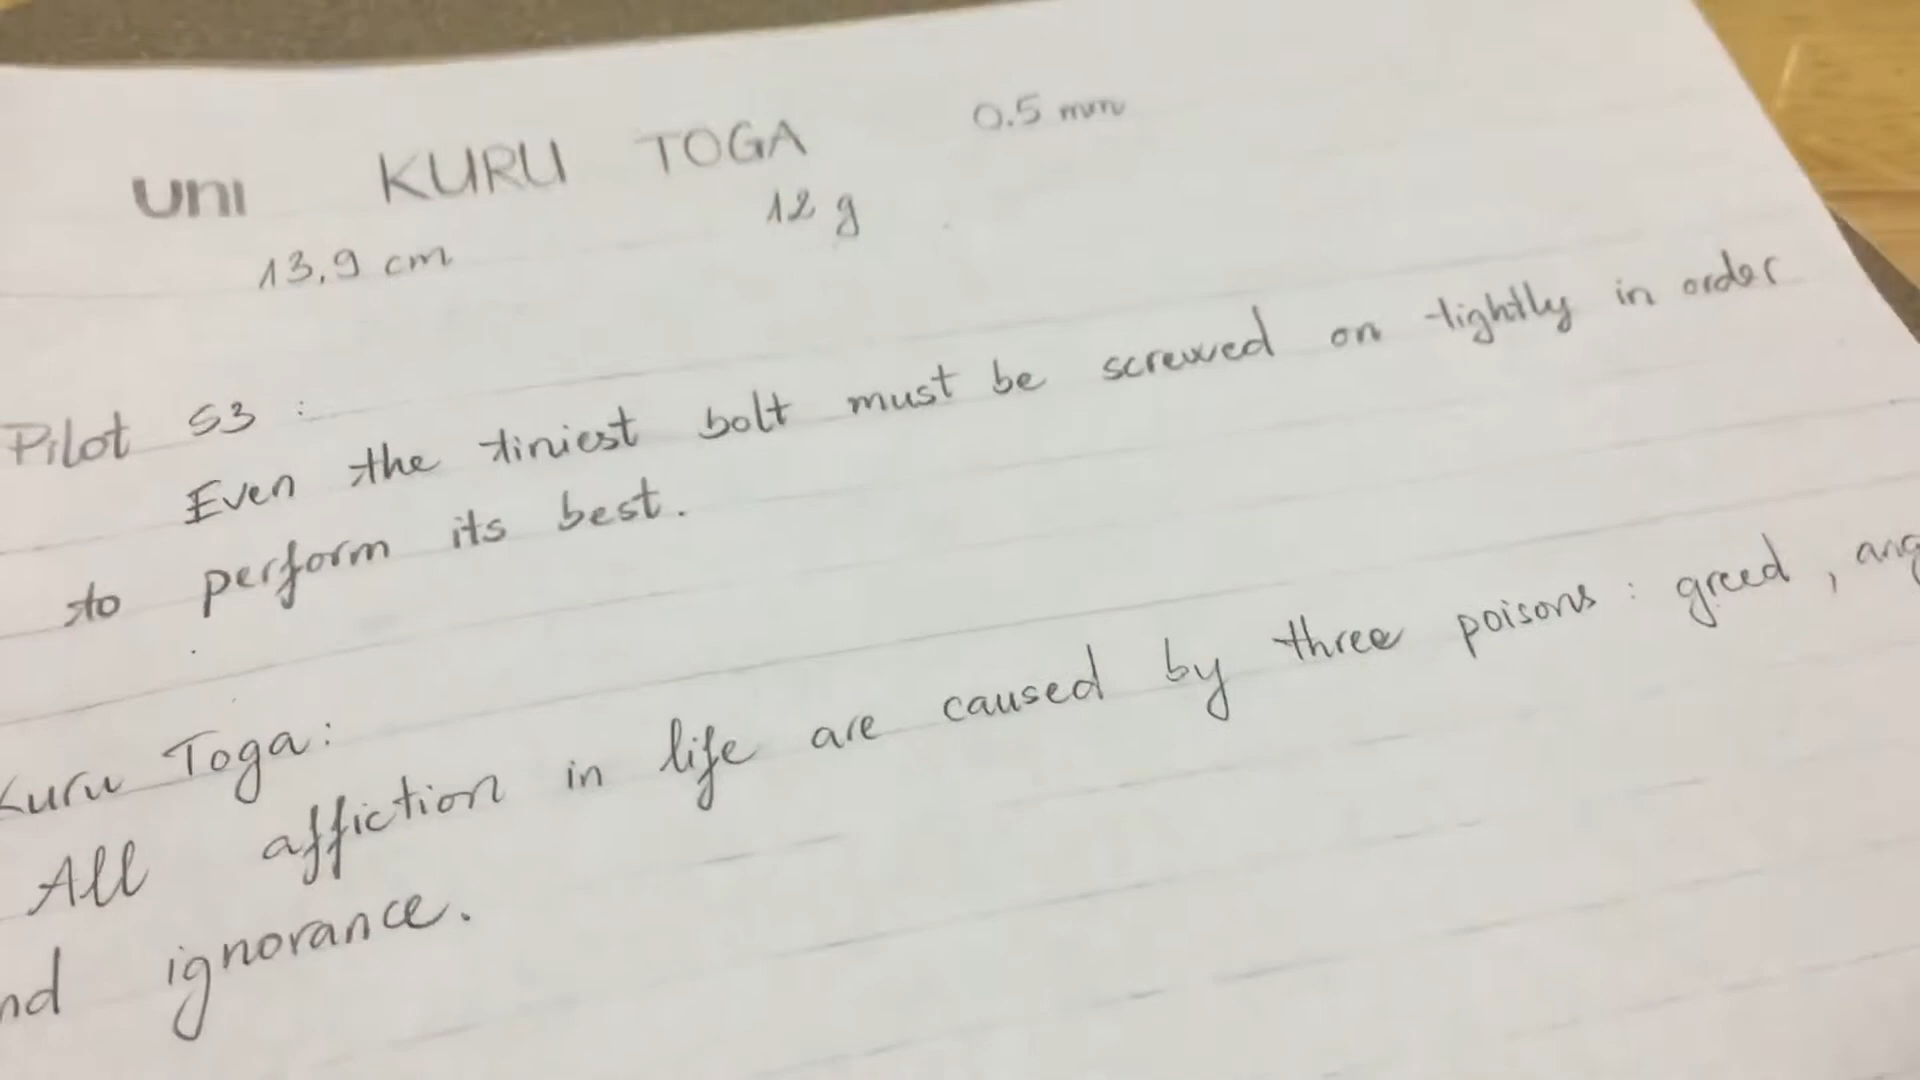 uni KURU TOGA 0.5 mm
13.9 cm 12 g
Pilot S3 :
Even the tiniest bolt must be screwed on tightly in order
to perform its best.
Kuru Toga:
All affiction in life are caused by three poisons : greed , ang
nd ignorance.